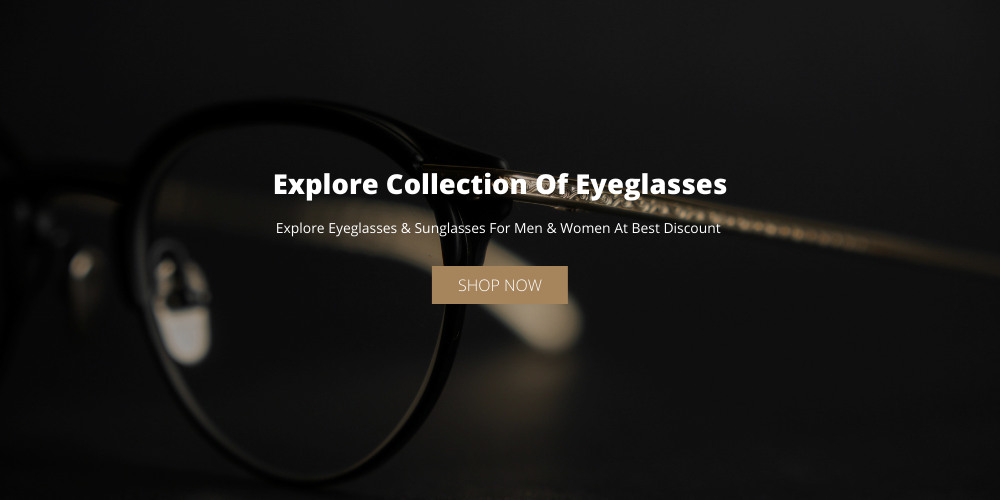 Explore Collection Of Eyeglasses
Explore Eyeglasses & Sunglasses For Men & Women At Best Discount
SHOP NOW